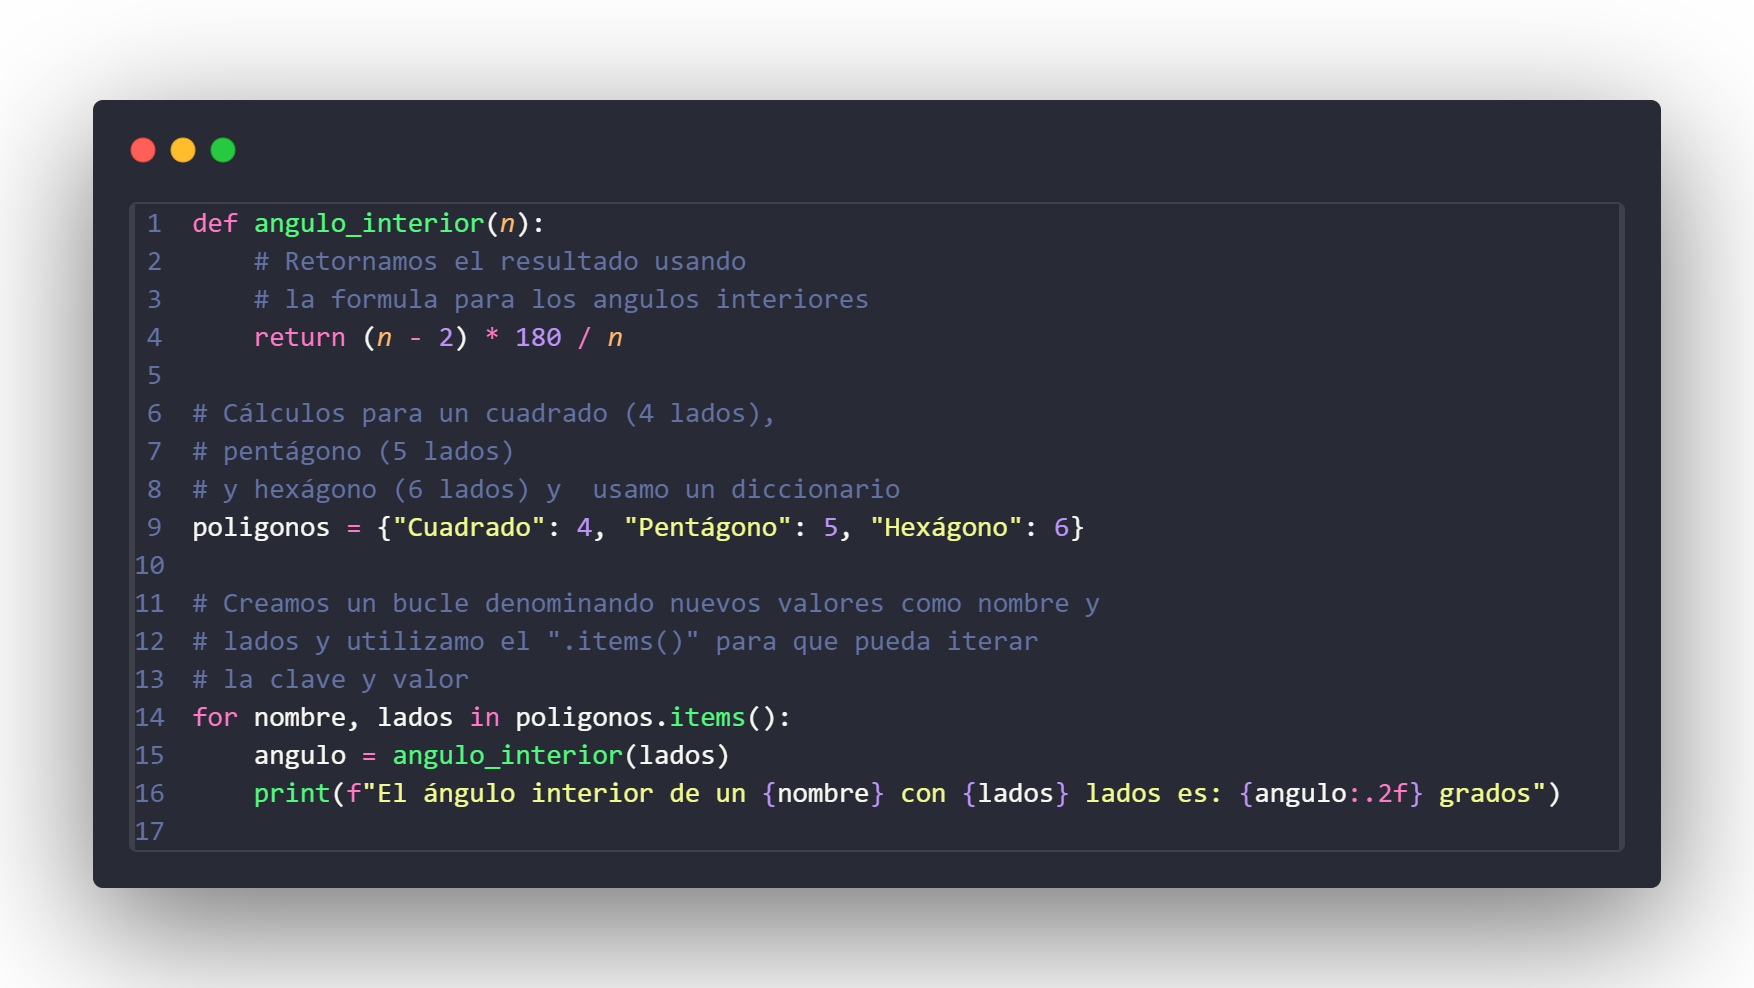 1 def angulo_interior(n):
2     # Retornamos el resultado usando
3     # la formula para los angulos interiores
4     return (n - 2) * 180 / n
5
6 # Cálculos para un cuadrado (4 lados),
7 # pentágono (5 lados)
8 # y hexágono (6 lados) y  usamo un diccionario
9 poligonos = {"Cuadrado": 4, "Pentágono": 5, "Hexágono": 6}
10
11 # Creamos un bucle denominando nuevos valores como nombre y
12 # lados y utilizamo el ".items()" para que pueda iterar
13 # la clave y valor
14 for nombre, lados in poligonos.items():
15     angulo = angulo_interior(lados)
16     print(f"El ángulo interior de un {nombre} con {lados} lados es: {angulo:.2f} grados")
17